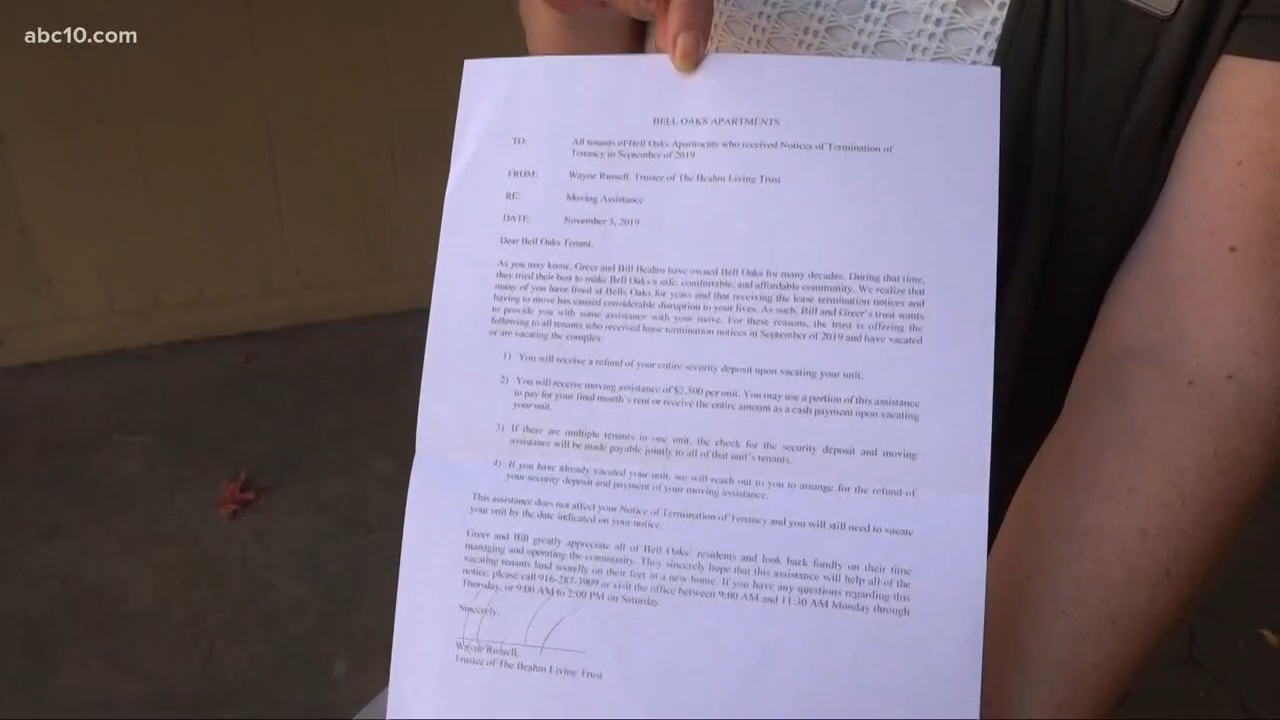 abc10.com
BELL OAKS APARTMENTS
TO: All tenants of Bell Oaks Apartments who received Notices of Termination of
Tenancy in September of 2019
FROM: Wayne Russell, Trustee of The Beahm Living Trust
RE: Moving Assistance
DATE: November 5, 2019
Dear Bell Oaks Tenant,
As you may know, Greer and Bill Beahm have owned Bell Oaks for many decades. During that time,
they tried their best to make Bell Oaks a safe, comfortable, and affordable community. We realize that
many of you have lived at Bells Oaks for years and that receiving the lease termination notices and
having to move has caused considerable disruption to your lives. As such, Bill and Greer's trust wants
to provide you with some assistance with your move. For these reasons, the trust is offering the
following to all tenants who received lease termination notices in September of 2019 and have vacated
or are vacating the complex:
1) You will receive a refund of your entire security deposit upon vacating your unit.
2) You will receive moving assistance of $2,500 per unit. You may use a portion of this assistance
to pay for your final month's rent or receive the entire amount as a cash payment upon vacating
your unit.
3) If there are multiple tenants in one unit, the check for the security deposit and moving
assistance will be made payable jointly to all of that unit's tenants.
4) If you have already vacated your unit, we will reach out to you to arrange for the refund of
your security deposit and payment of your moving assistance.
This assistance does not affect your Notice of Termination of Tenancy and you will still need to vacate
your unit by the date indicated on your notice.
Greer and Bill greatly appreciate all of Bell Oaks' residents and look back fondly on their time
managing and operating the community. They sincerely hope that this assistance will help all of the
vacating tenants land soundly on their feet in a new home. If you have any questions regarding this
notice, please call 916-287-3909 or visit the office between 9:00 AM and 11:30 AM Monday through
Thursday, or 9:00 AM to 2:00 PM on Saturday.
Sincerely,
Wayne Russell,
Trustee of The Beahm Living Trust